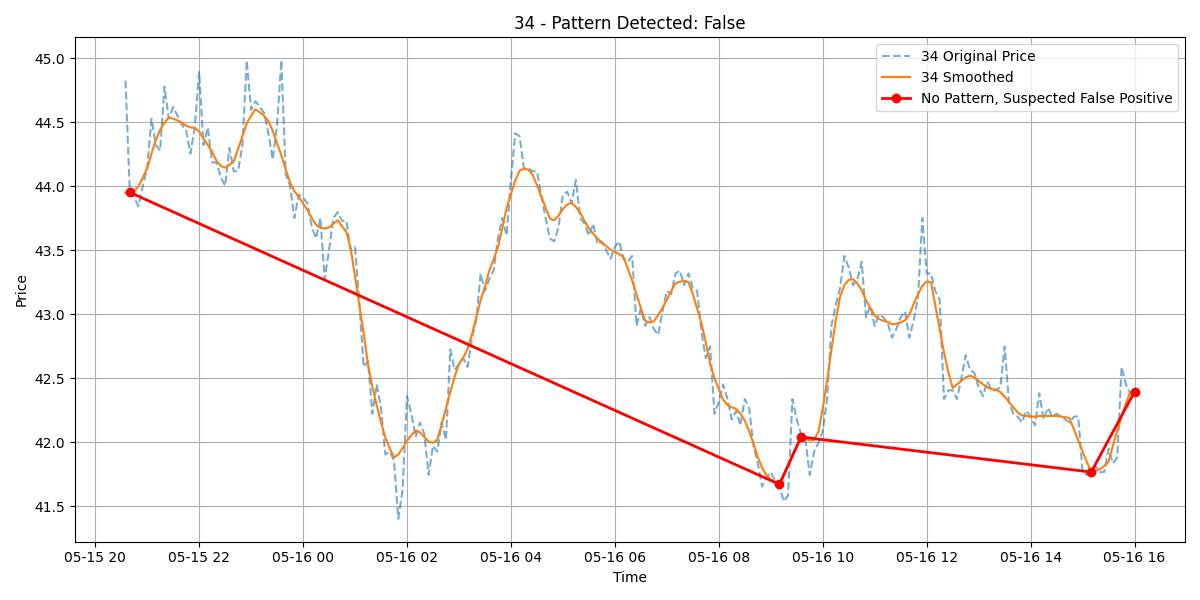 34 - Pattern Detected: False
34 Original Price
34 Smoothed
No Pattern, Suspected False Positive
Price
45.0
44.5
44.0
43.5
43.0
42.5
42.0
41.5
05-15 20 05-15 22 05-16 00 05-16 02 05-16 04 05-16 06 05-16 08 05-16 10 05-16 12 05-16 14 05-16 16
Time